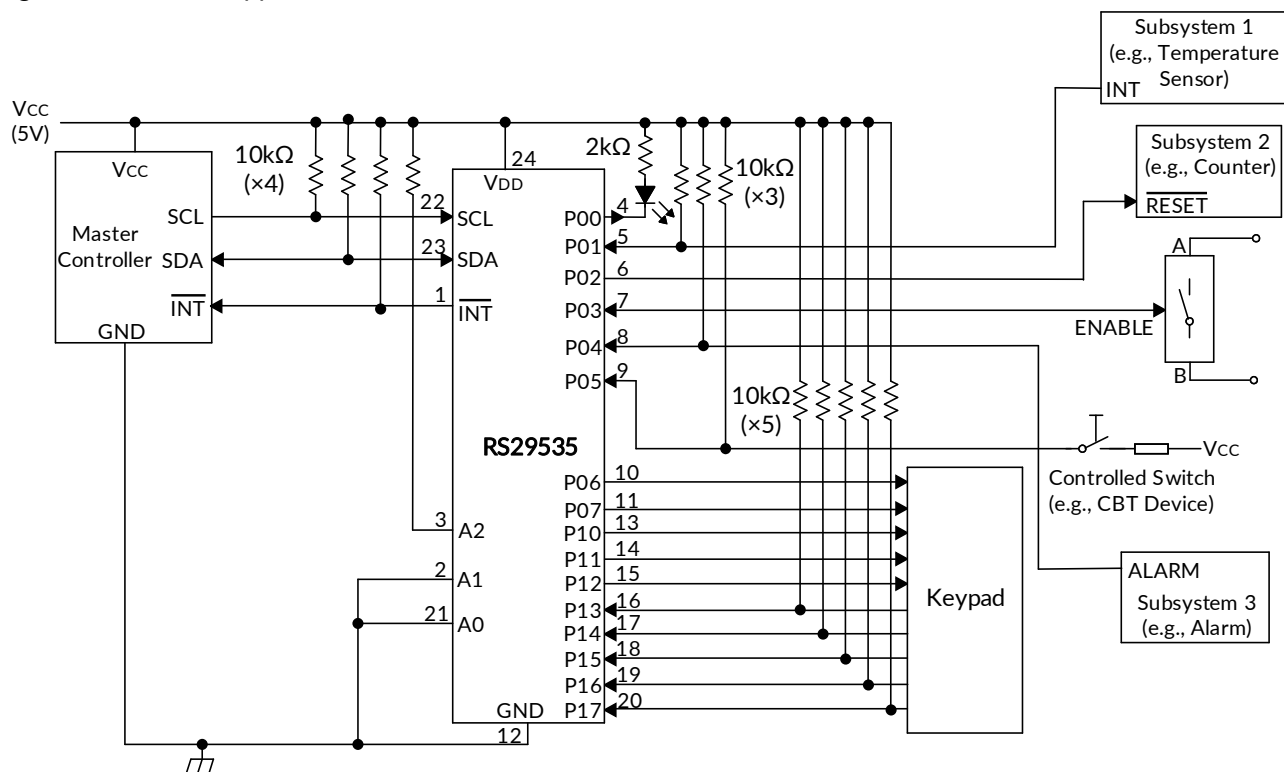 Subsystem 1
(e.g., Temperature
Sensor)
INT
VCC
(5V)
VCC
10kΩ
(×4)
24
VDD
2kΩ
10kΩ
(×3)
Subsystem 2
(e.g., Counter)
RESET
SCL
22
SCL
P00
4
Master
Controller
SDA
23
SDA
P01
5
P02
6
A
INT
1
INT
P03
7
ENABLE
GND
P04
8
B
P05
9
10kΩ
(×5)
RS29535
VCC
Controlled Switch
(e.g., CBT Device)
P06
10
P07
11
P10
13
3
A2
P11
14
2
A1
P12
15
Keypad
ALARM
Subsystem 3
(e.g., Alarm)
P13
16
21
A0
P14
17
P15
18
P16
19
GND
12
P17
20